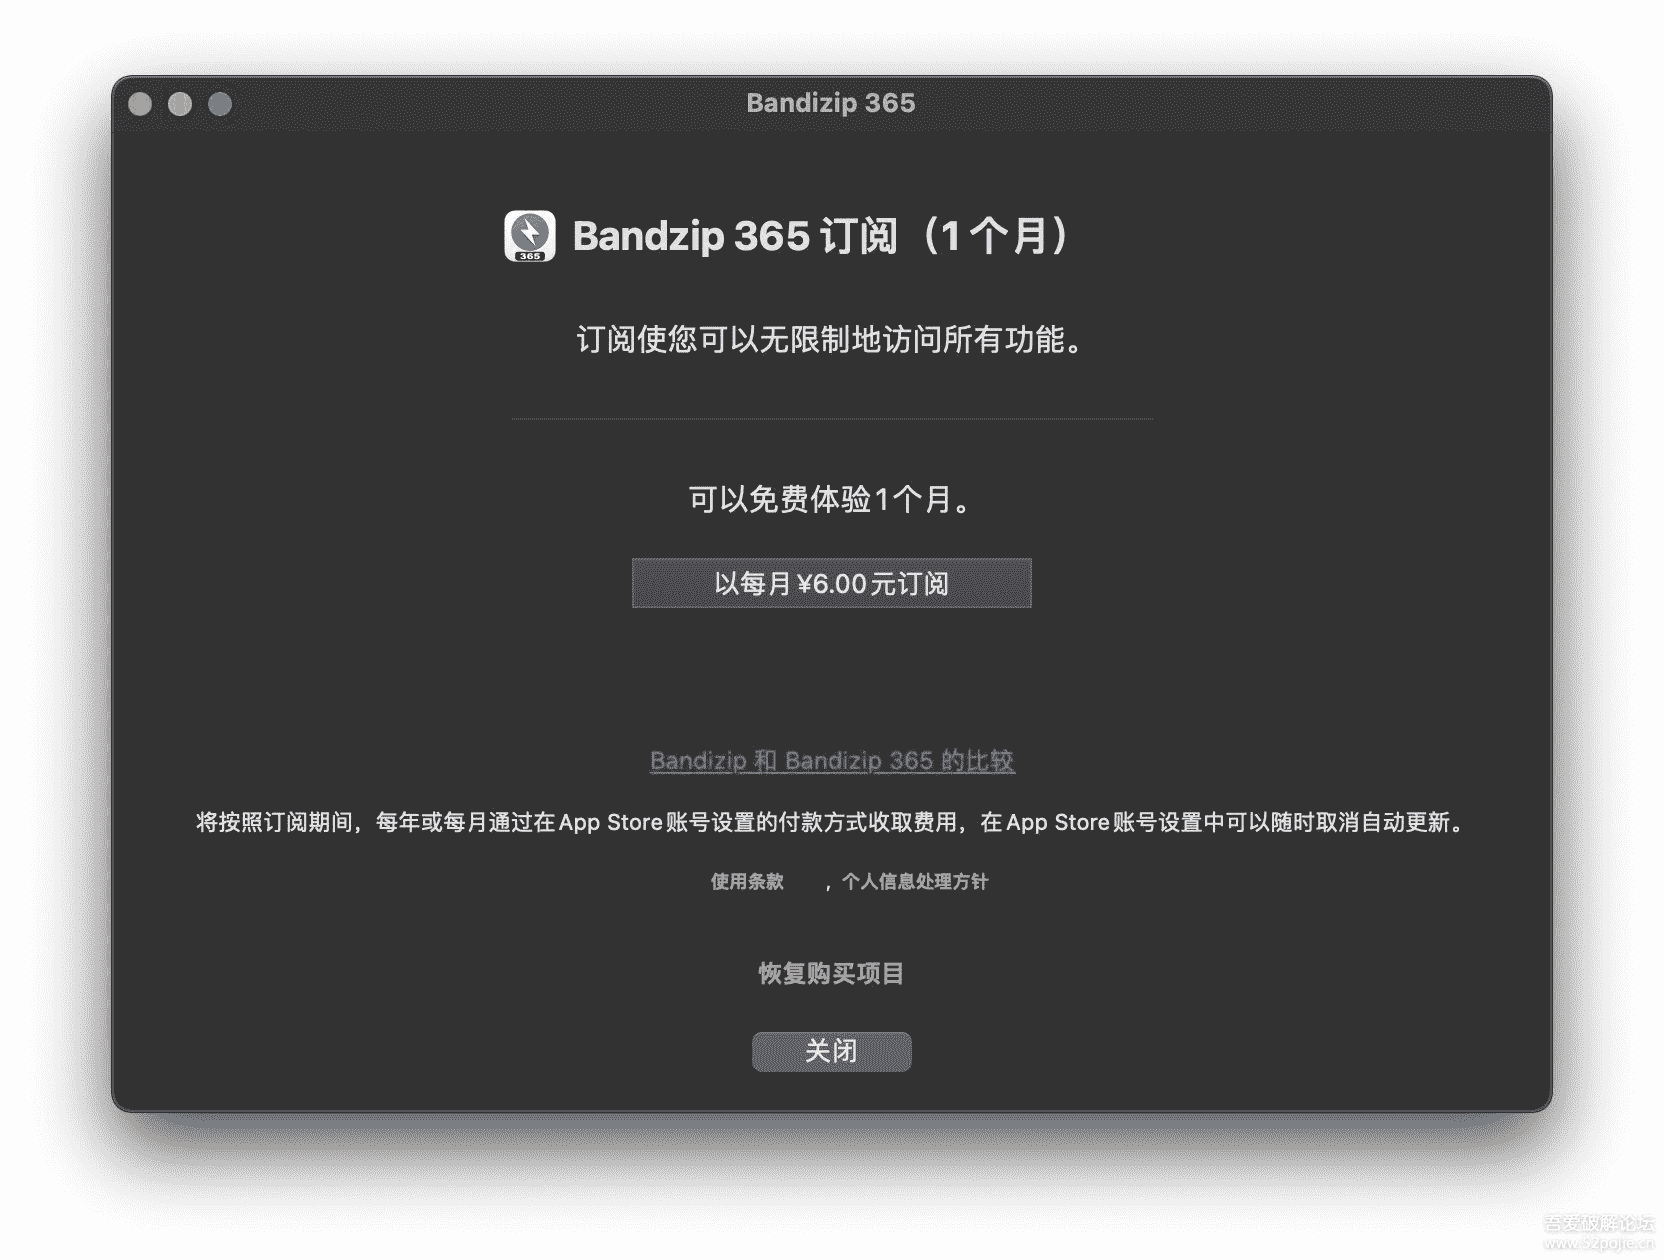 Bandizip 365
365
Bandzip 365 订阅（1 个月）
订阅使您可以无限制地访问所有功能。
可以免费体验1个月。
以每月¥6.00元订阅
Bandizip 和 Bandizip 365 的比较
将按照订阅期间，每年或每月通过在App Store账号设置的付款方式收取费用，在App Store账号设置中可以随时取消自动更新。
使用条款 ，个人信息处理方针
恢复购买项目
关闭
吾爱破解论坛
www.52pojie.cn